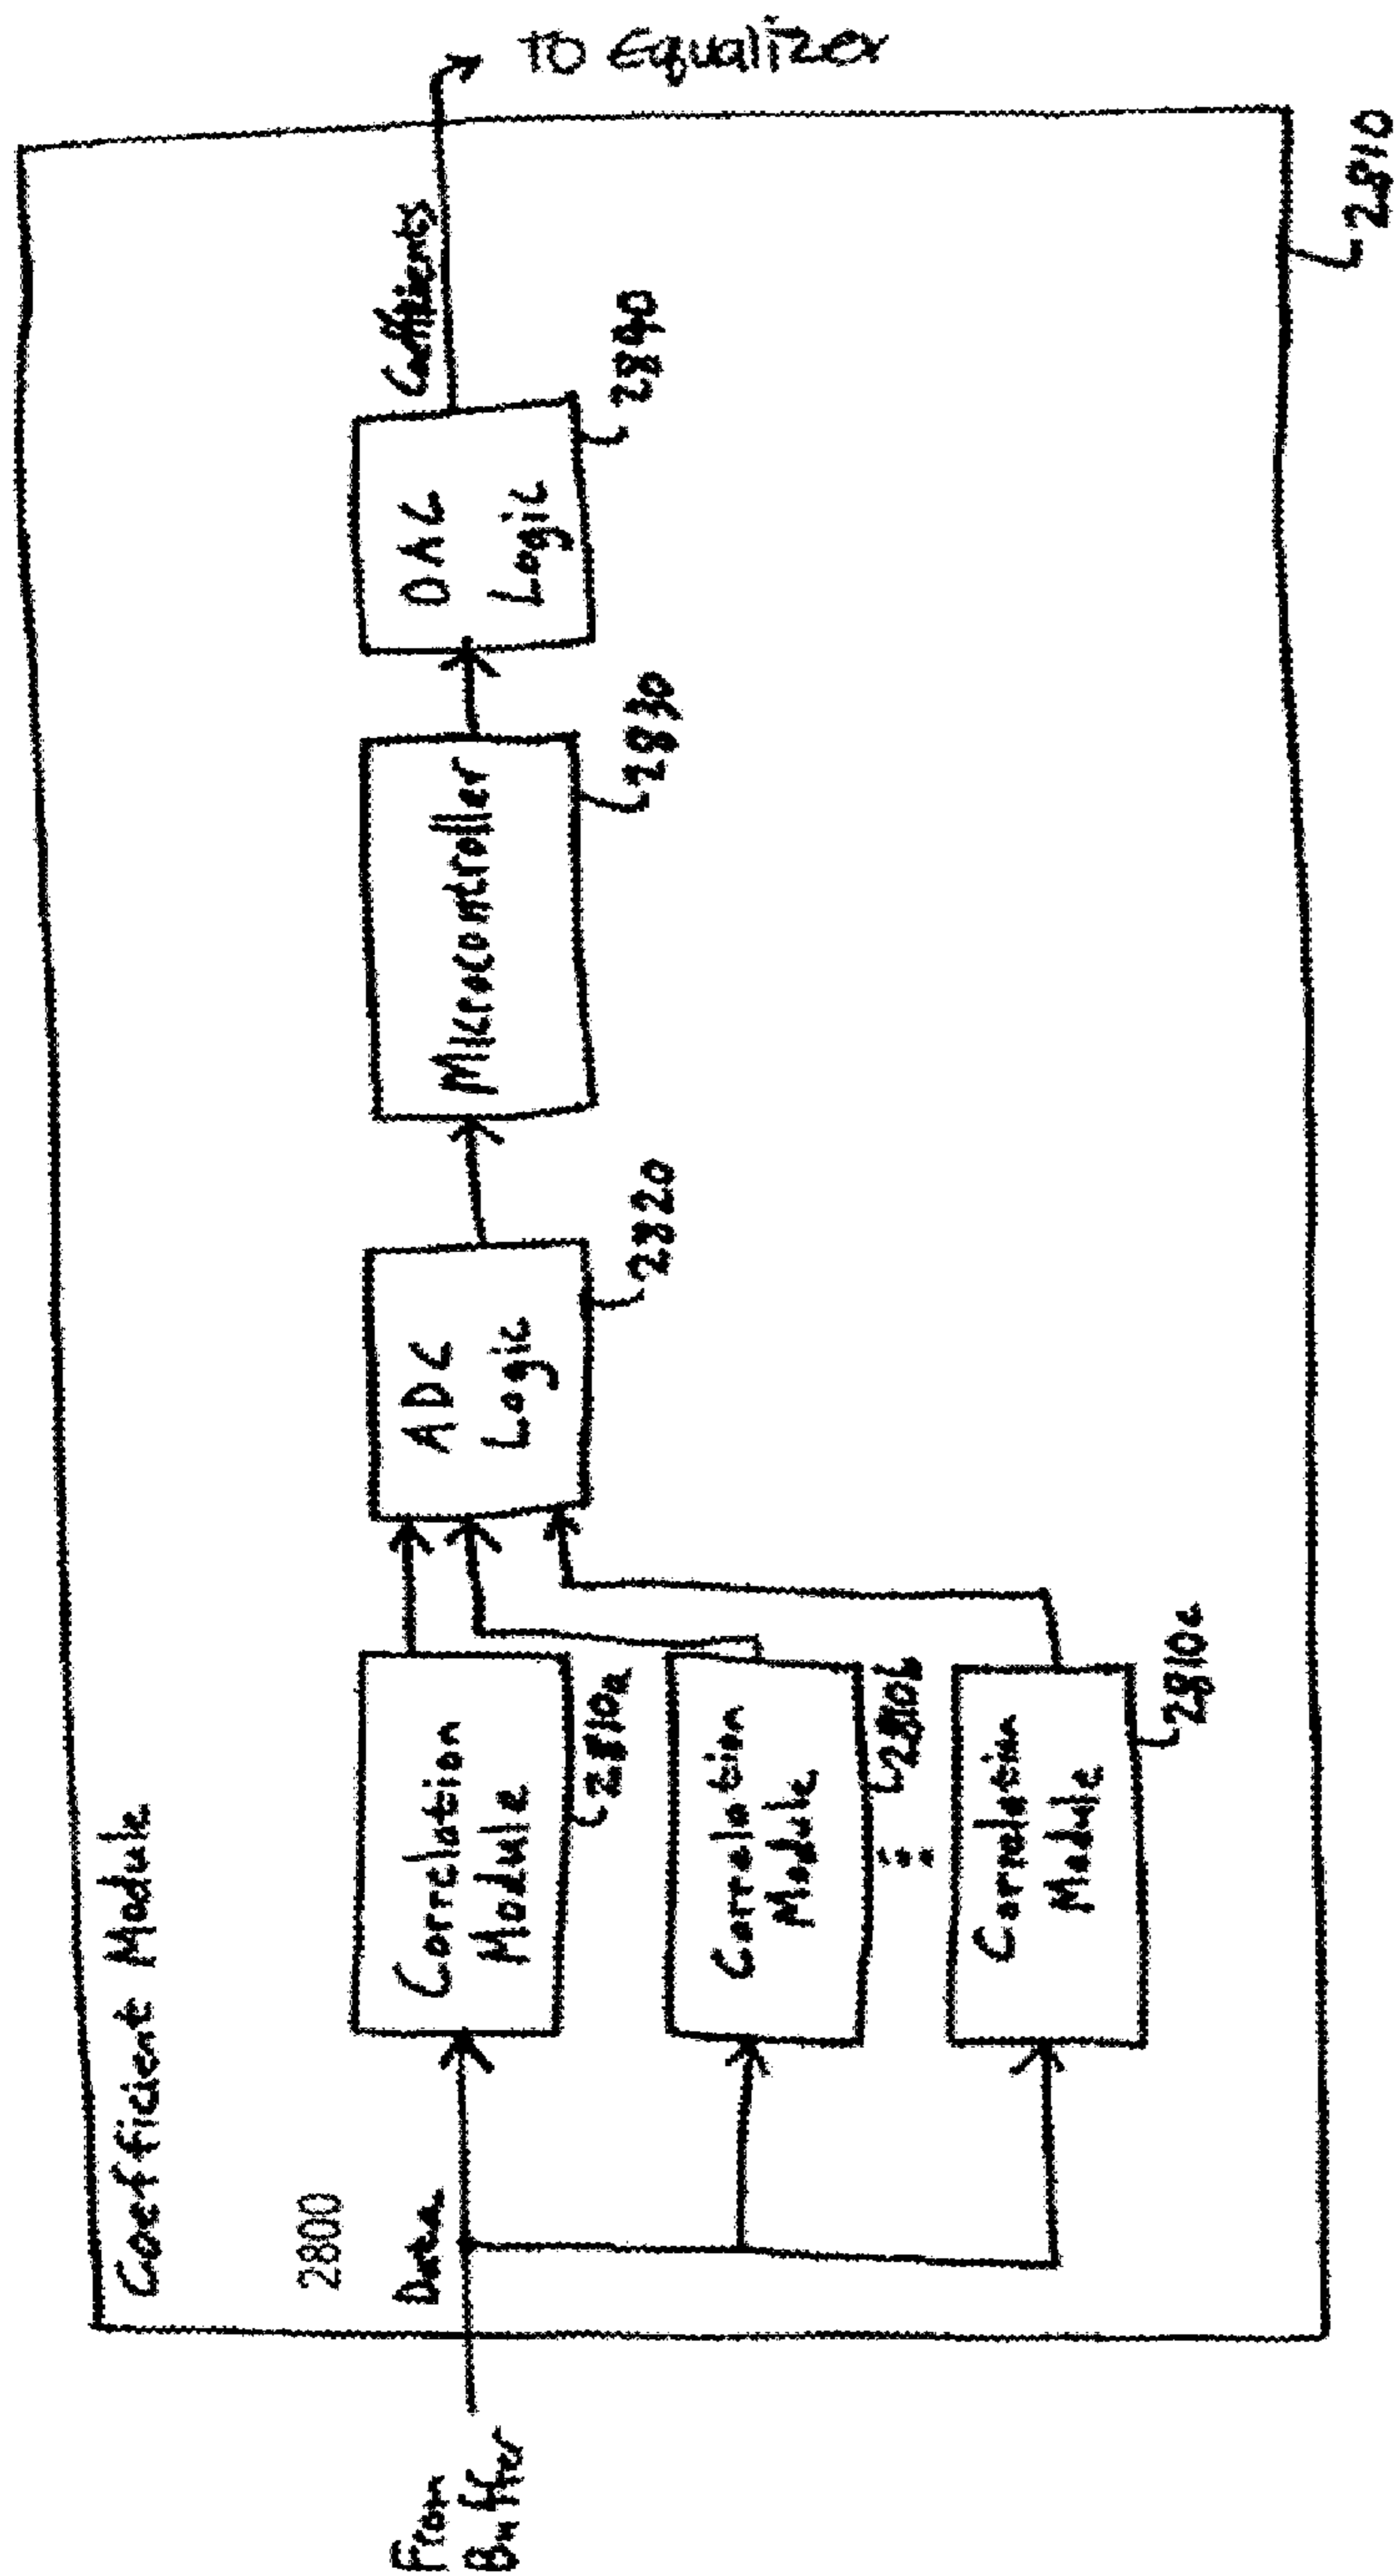 Coefficient Module
2800
From
Buffer
Data
Correlation
Module
2810a
Correlation
Module
2810b
Correlation
Module
2810c
ADC
Logic
2820
Microcontroller
2830
DAC
Logic
2840
Coefficients
To Equalizer
2810